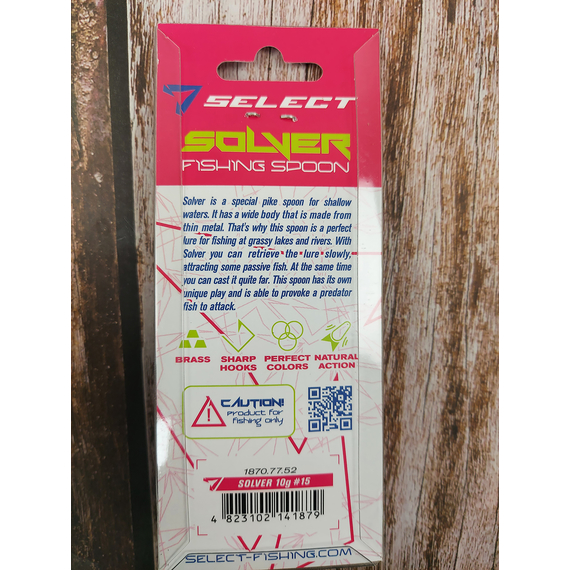 SELECT
SOLVER
FISHING SPOON
Solver is a special pike spoon for shallow
waters. It has a wide body that is made from
thin metal. That's why this spoon is a perfect
lure for fishing at grassy lakes and rivers. With
Solver you can retrieve the lure slowly,
attracting some passive fish. At the same time
you can cast it quite far. This spoon has its own
unique play and is able to provoke a predator
fish to attack.
BRASS SHARP HOOKS PERFECT COLORS NATURAL ACTION
CAUTION!
Product for
fishing only
1870.77.52
SOLVER 10g #15
4 823102 141879
SELECT-FISHING.COM